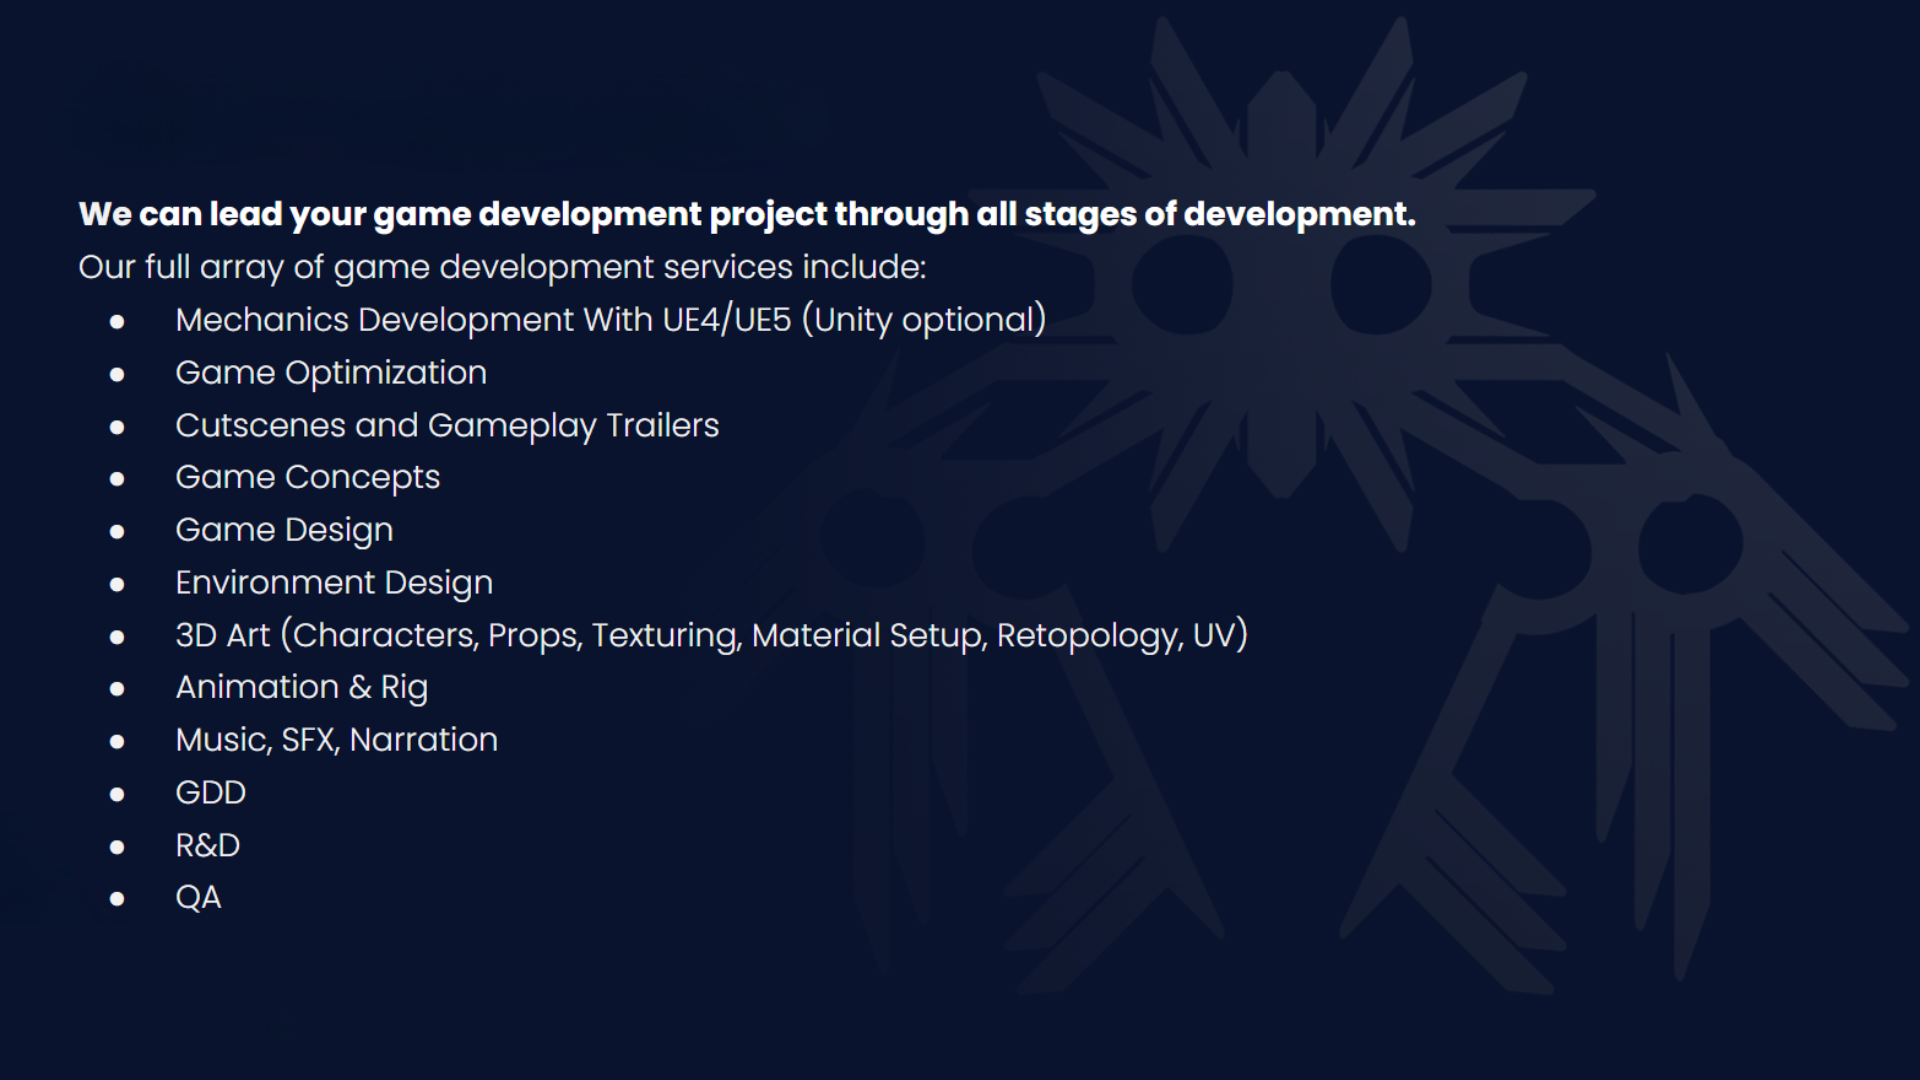 We can lead your game development project through all stages of development.
Our full array of game development services include:
● Mechanics Development With UE4/UE5 (Unity optional)
● Game Optimization
● Cutscenes and Gameplay Trailers
● Game Concepts
● Game Design
● Environment Design
● 3D Art (Characters, Props, Texturing, Material Setup, Retopology, UV)
● Animation & Rig
● Music, SFX, Narration
● GDD
● R&D
● QA